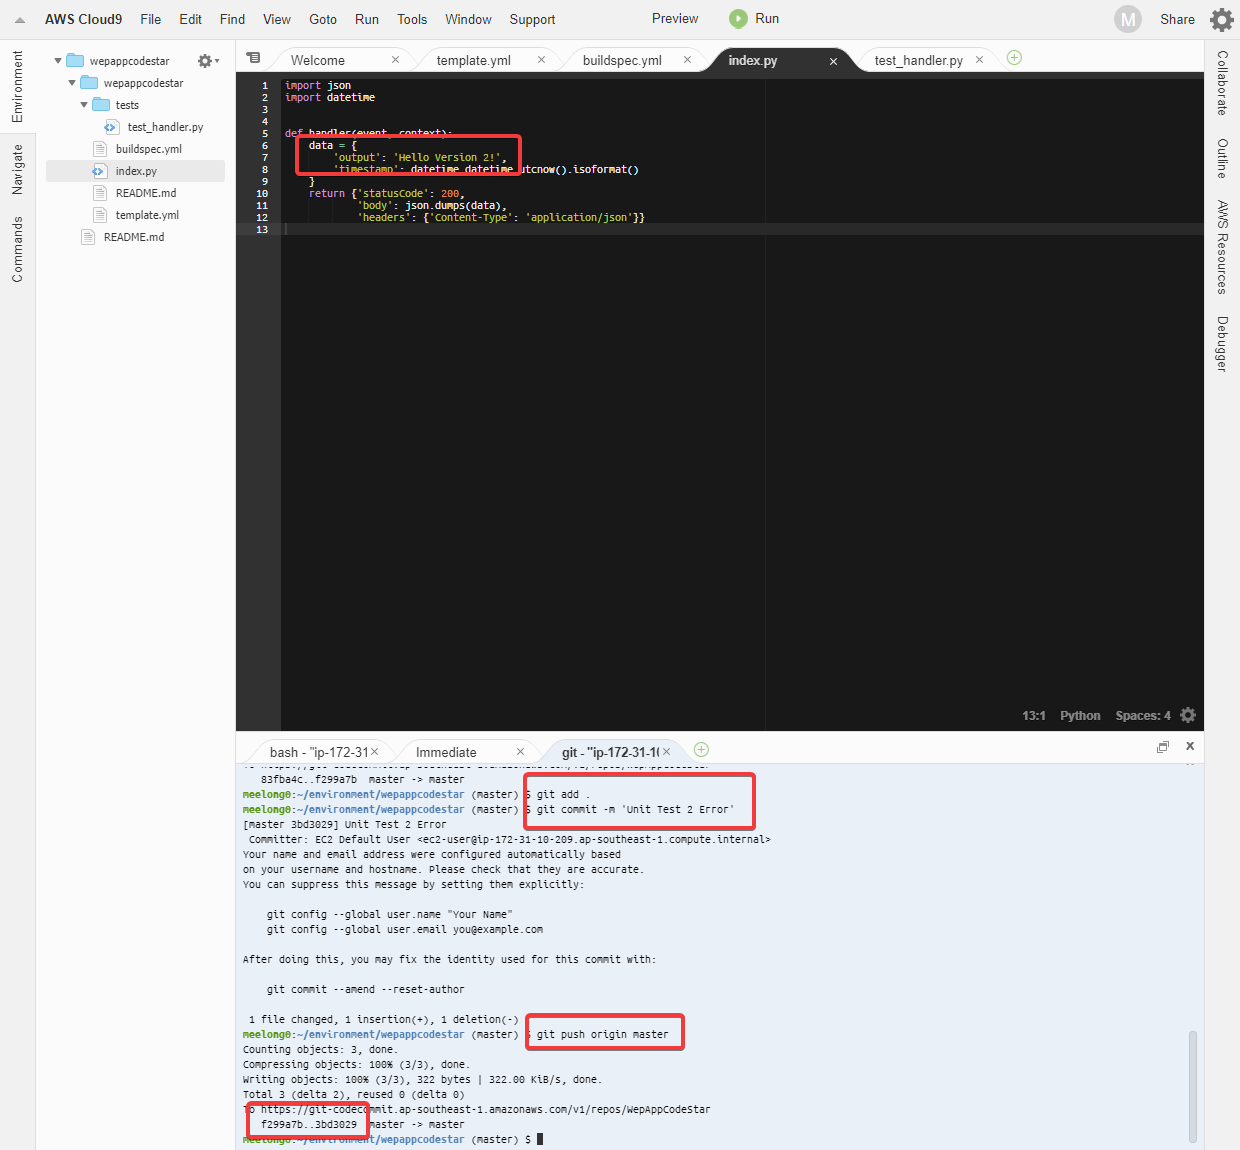 AWS Cloud9 File Edit Find View Goto Run Tools Window Support Preview Run M Share
Environment
Navigate
Commands
wepappcodestar
wepappcodestar
tests
test_handler.py
buildspec.yml
index.py
README.md
template.yml
README.md
Welcome template.yml buildspec.yml index.py test_handler.py
1 import json
2 import datetime
3
4
5 def handler(event, context):
6 data = {
7 'output': 'Hello Version 2!',
8 'timestamp': datetime.datetime.utcnow().isoformat()
9 }
10 return {'statusCode': 200,
11 'body': json.dumps(data),
12 'headers': {'Content-Type': 'application/json'}}
13
13:1 Python Spaces: 4
Collaborate
Outline
AWS Resources
Debugger
bash - "ip-172-31 Immediate git - "ip-172-31-10
83fba4c..f299a7b master -> master
meelong0:~/environment/wepappcodestar (master) $ git add .
meelong0:~/environment/wepappcodestar (master) $ git commit -m 'Unit Test 2 Error'
[master 3bd3029] Unit Test 2 Error
Committer: EC2 Default User <ec2-user@ip-172-31-10-209.ap-southeast-1.compute.internal>
Your name and email address were configured automatically based
on your username and hostname. Please check that they are accurate.
You can suppress this message by setting them explicitly:
git config --global user.name "Your Name"
git config --global user.email you@example.com
After doing this, you may fix the identity used for this commit with:
git commit --amend --reset-author
1 file changed, 1 insertion(+), 1 deletion(-)
meelong0:~/environment/wepappcodestar (master) $ git push origin master
Counting objects: 3, done.
Compressing objects: 100% (3/3), done.
Writing objects: 100% (3/3), 322 bytes | 322.00 KiB/s, done.
Total 3 (delta 2), reused 0 (delta 0)
To https://git-codecommit.ap-southeast-1.amazonaws.com/v1/repos/WepAppCodeStar
f299a7b..3bd3029 master -> master
meelong0:~/environment/wepappcodestar (master) $